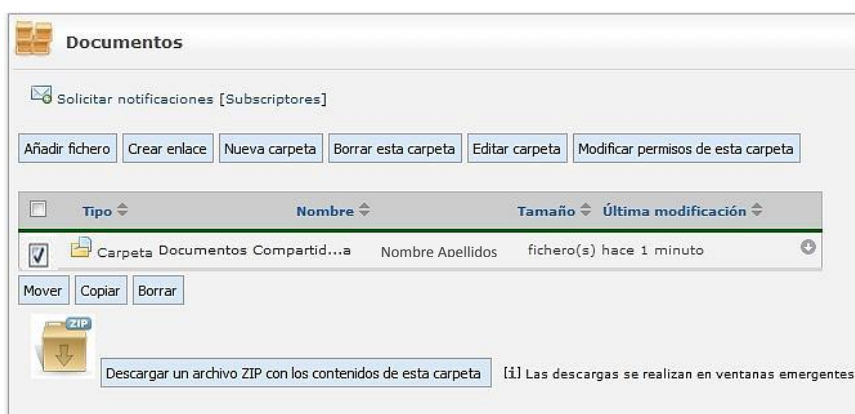 Documentos
Solicitar notificaciones [Subscriptores]
Añadir fichero Crear enlace Nueva carpeta Borrar esta carpeta Editar carpeta Modificar permisos de esta carpeta
Tipo Nombre Tamaño Última modificación
Carpeta Documentos Compartid...a Nombre Apellidos fichero(s) hace 1 minuto
Mover Copiar Borrar
ZIP
Descargar un archivo ZIP con los contenidos de esta carpeta [i] Las descargas se realizan en ventanas emergentes